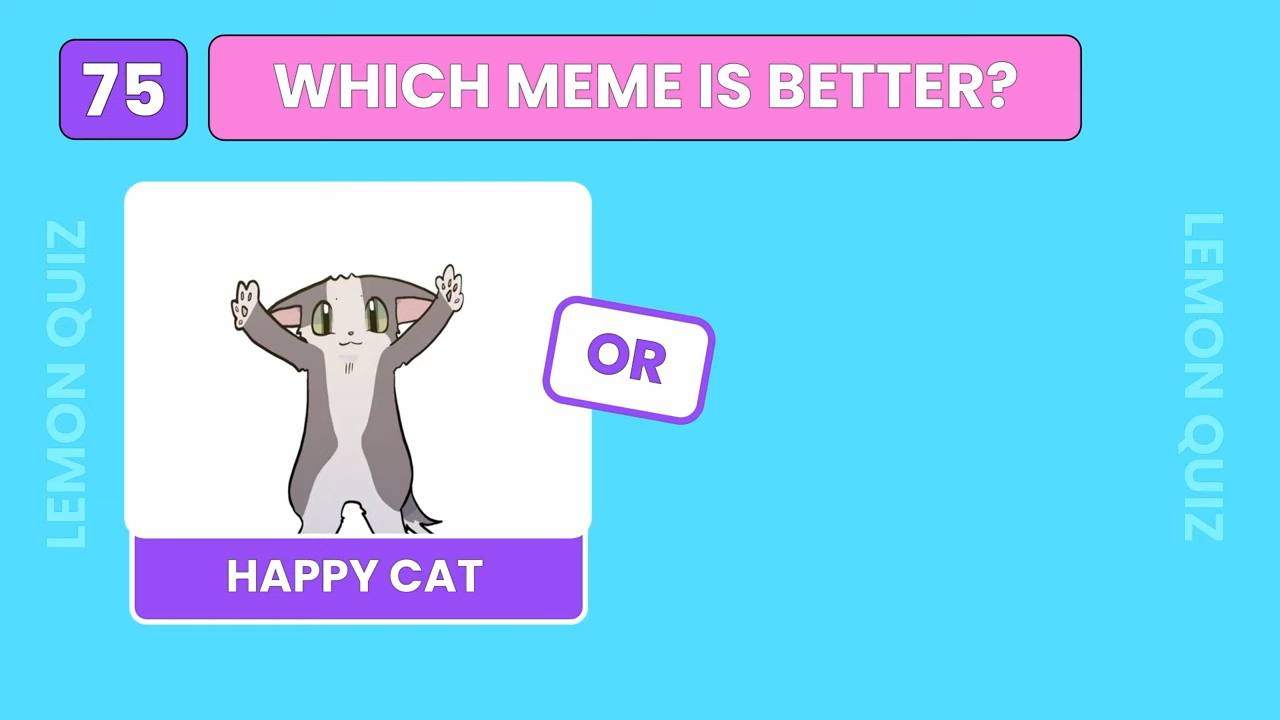 75
WHICH MEME IS BETTER?
LEMON QUIZ
OR
LEMON QUIZ
HAPPY CAT